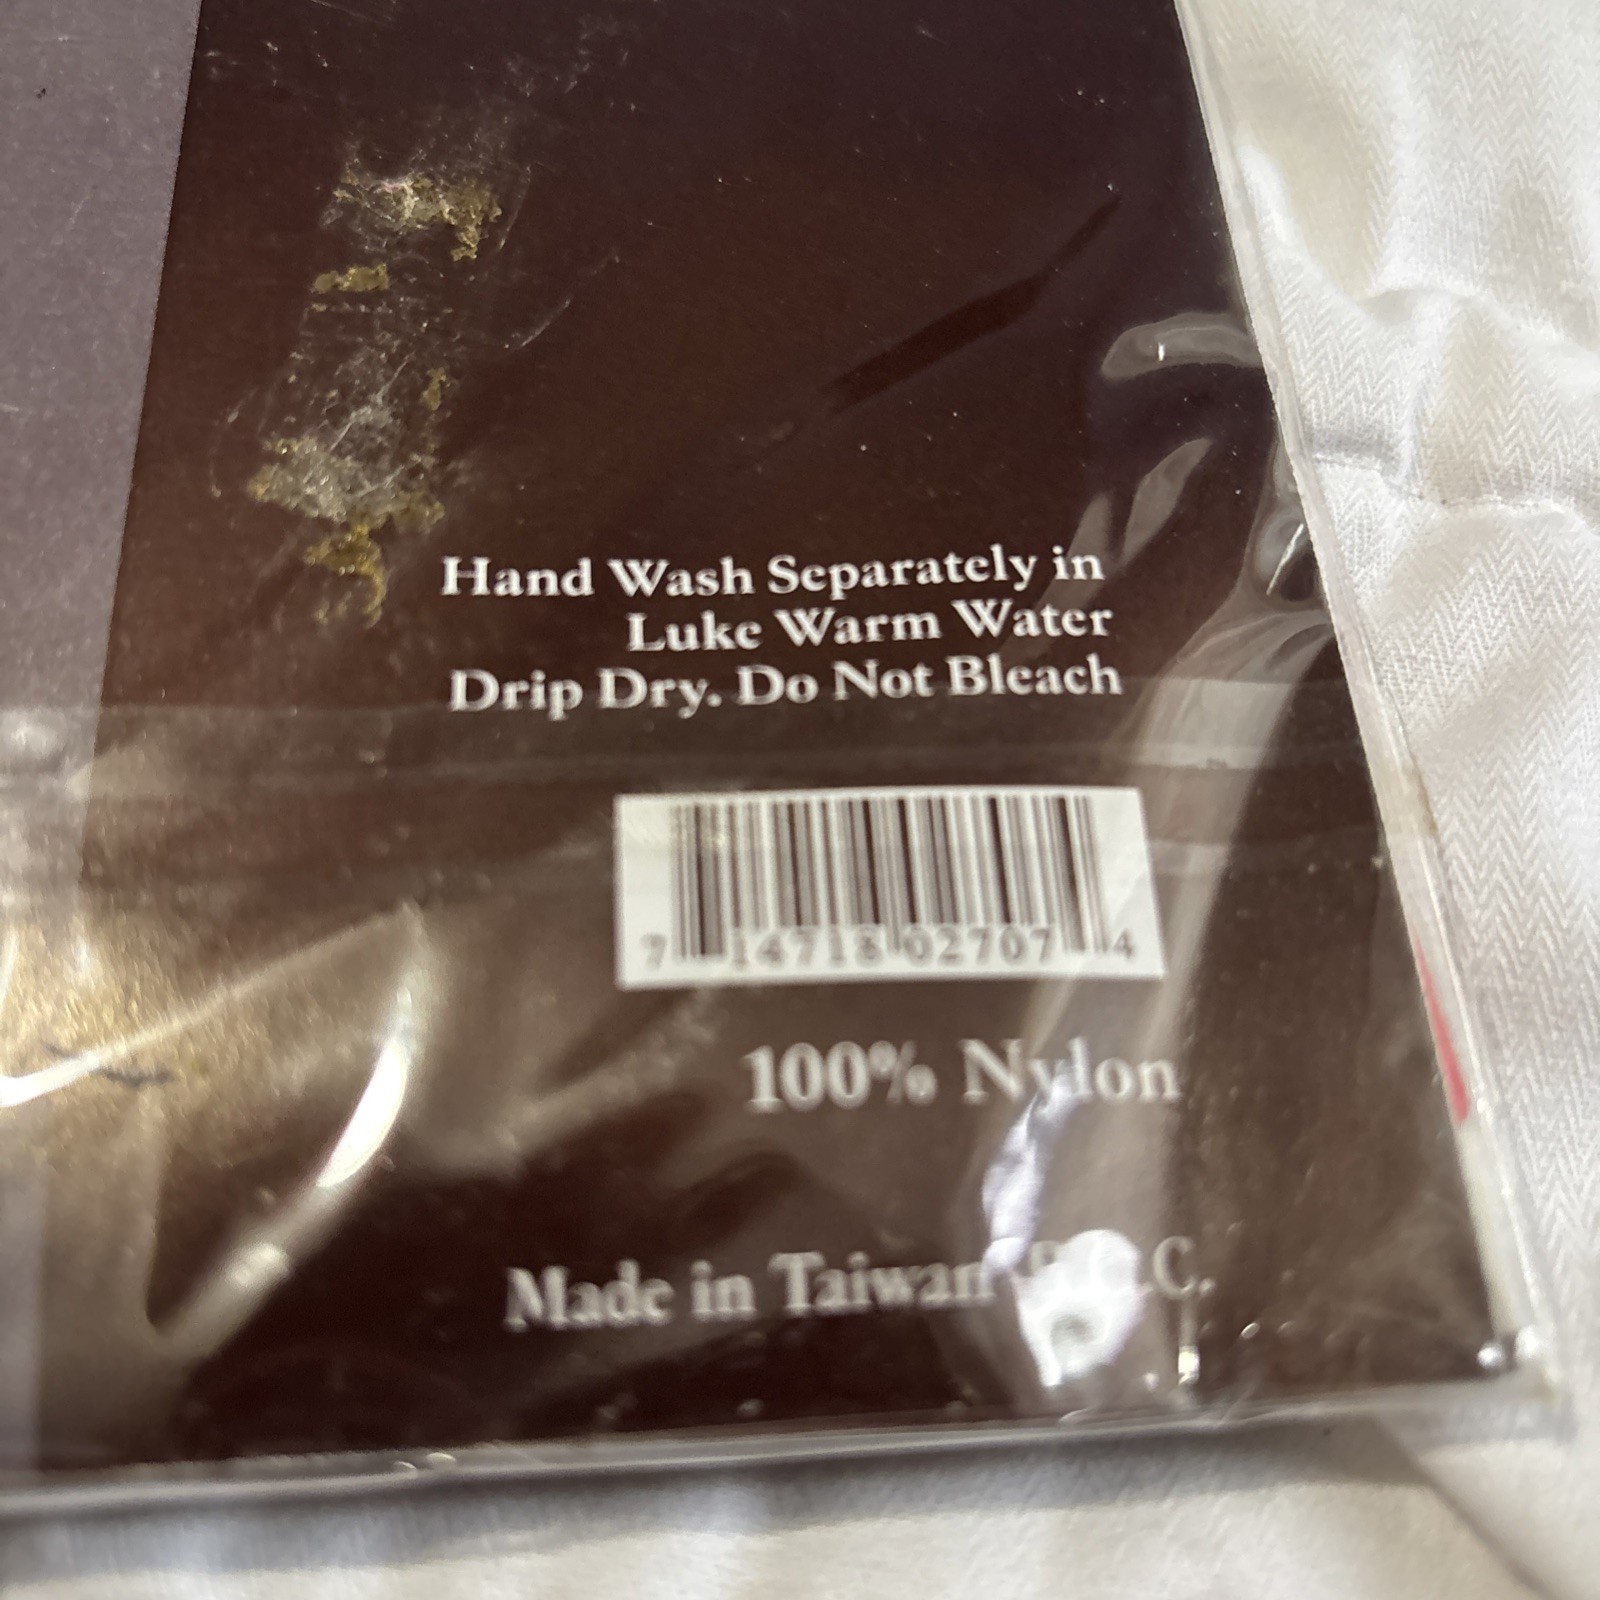 Hand Wash Separately in
Luke Warm Water
Drip Dry. Do Not Bleach
7 14718 02707 4
100% Nylon
Made in Taiwan R.O.C.